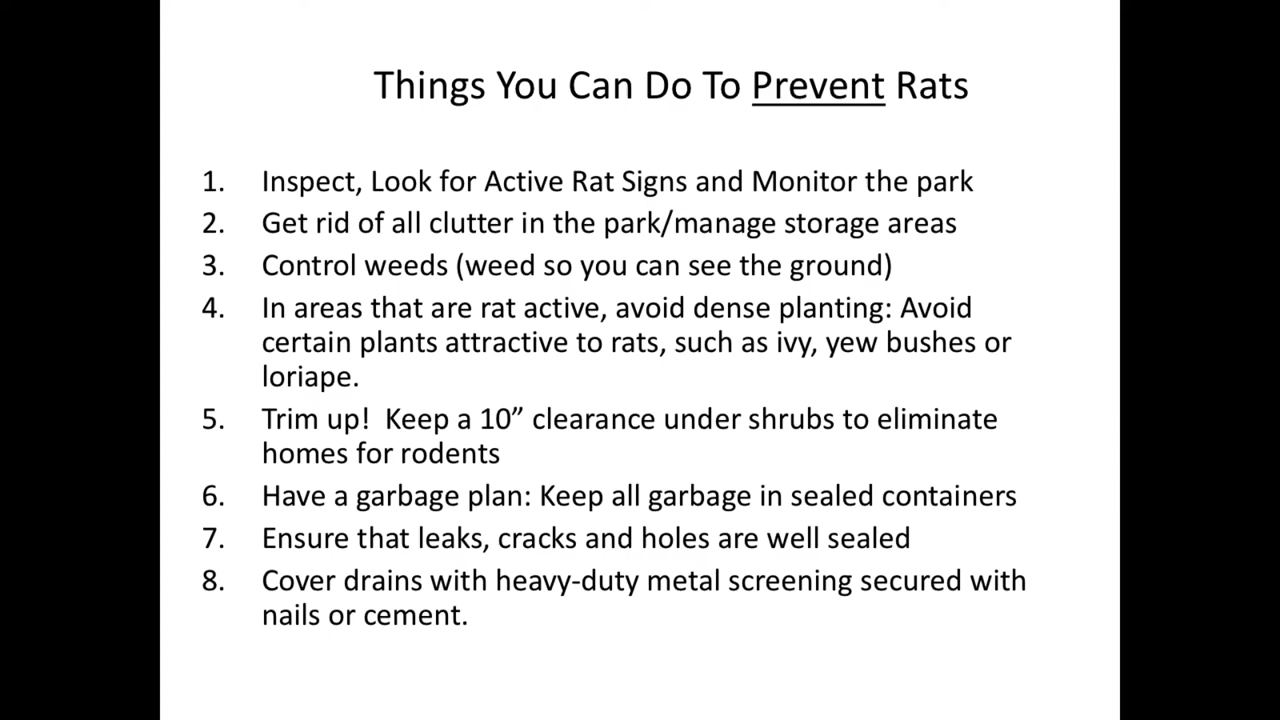 Things You Can Do To Prevent Rats
1. Inspect, Look for Active Rat Signs and Monitor the park
2. Get rid of all clutter in the park/manage storage areas
3. Control weeds (weed so you can see the ground)
4. In areas that are rat active, avoid dense planting: Avoid
certain plants attractive to rats, such as ivy, yew bushes or
loriape.
5. Trim up!  Keep a 10” clearance under shrubs to eliminate
homes for rodents
6. Have a garbage plan: Keep all garbage in sealed containers
7. Ensure that leaks, cracks and holes are well sealed
8. Cover drains with heavy-duty metal screening secured with
nails or cement.